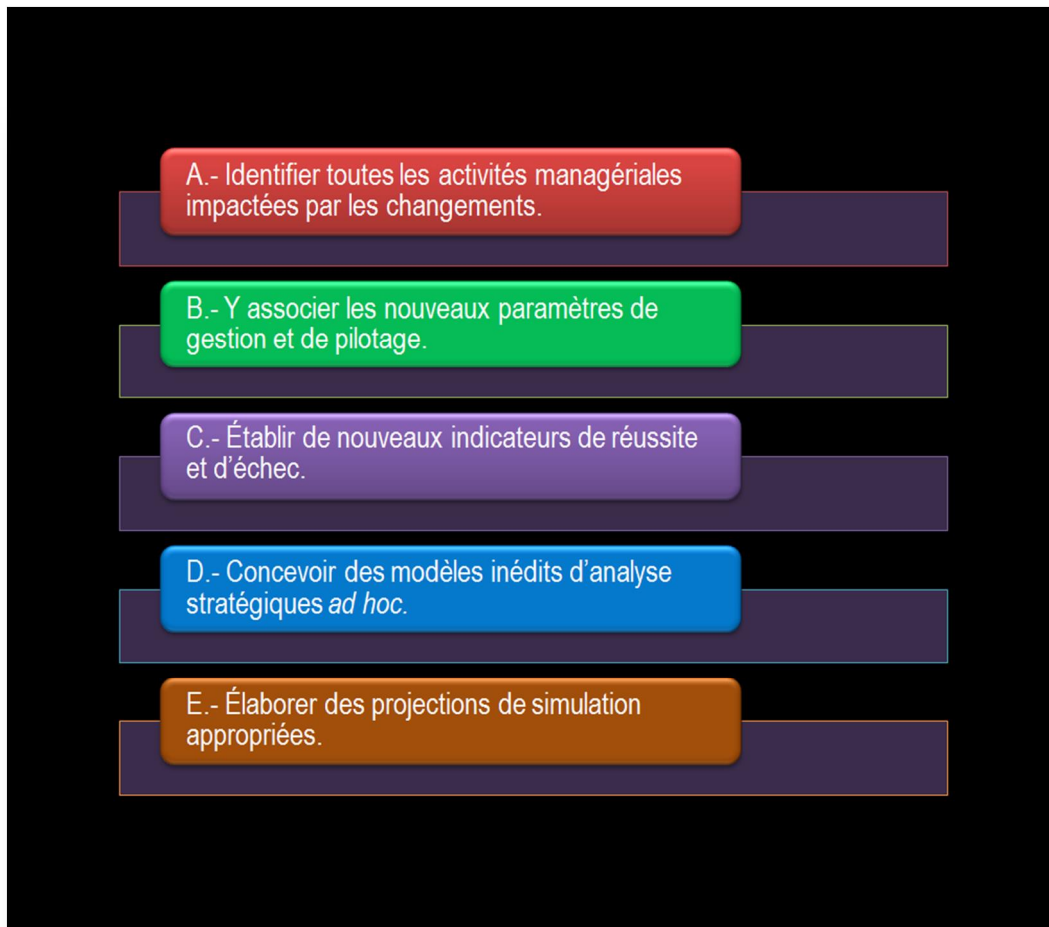 A.- Identifier toutes les activités managériales
impactées par les changements.
B.- Y associer les nouveaux paramètres de
gestion et de pilotage.
C.- Établir de nouveaux indicateurs de réussite
et d’échec.
D.- Concevoir des modèles inédits d’analyse
stratégiques ad hoc.
E.- Élaborer des projections de simulation
appropriées.